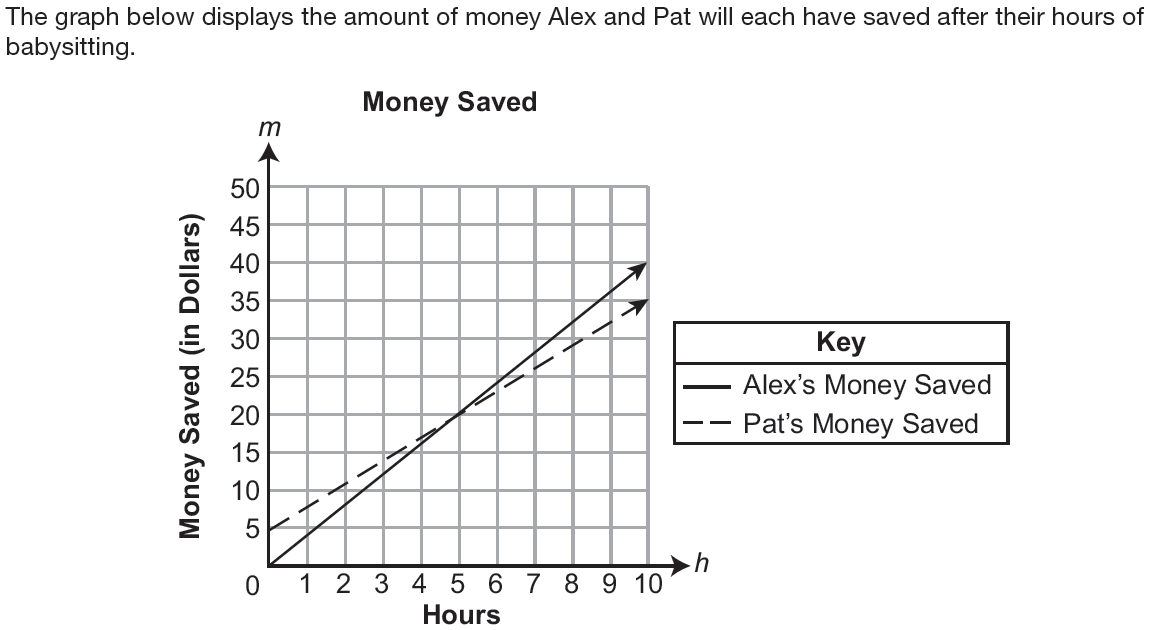 The graph below displays the amount of money Alex and Pat will each have saved after their hours of
babysitting.
Money Saved
m
Money Saved (in Dollars)
50
45
40
35
30
25
20
15
10
5
0
1 2 3 4 5 6 7 8 9 10
h
Hours
Key
Alex's Money Saved
Pat's Money Saved